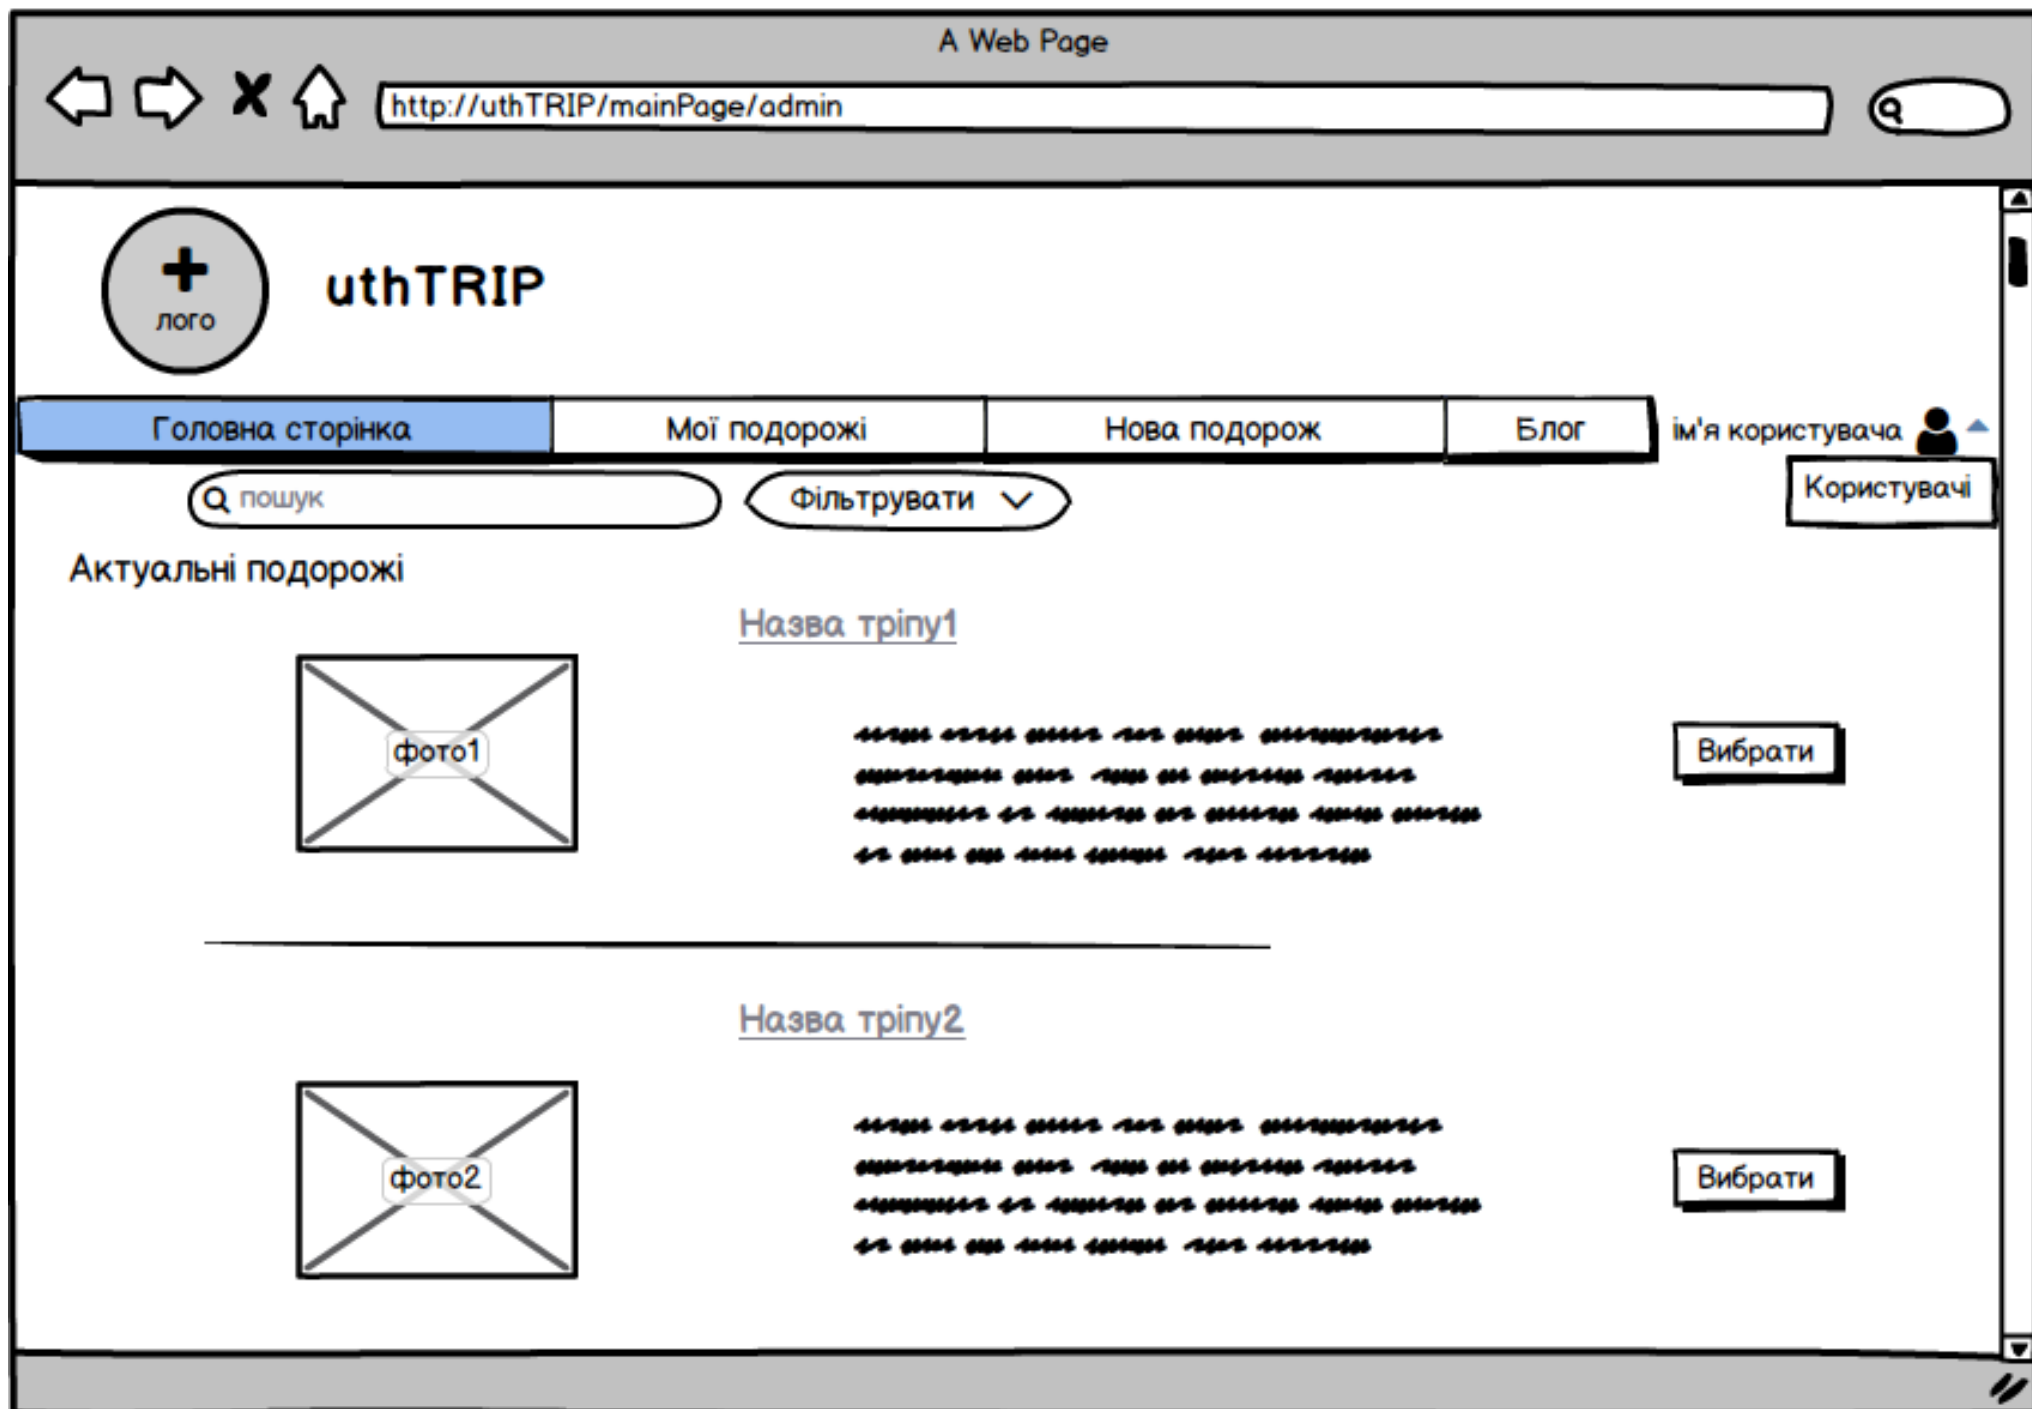 A Web Page
http://uthTRIP/mainPage/admin
лого
uthTRIP
Головна сторінка
Мої подорожі
Нова подорож
Блог
ім'я користувача
Користувачі
пошук
Фільтрувати
Актуальні подорожі
Назва тріпу1
фото1
Вибрати
Назва тріпу2
фото2
Вибрати